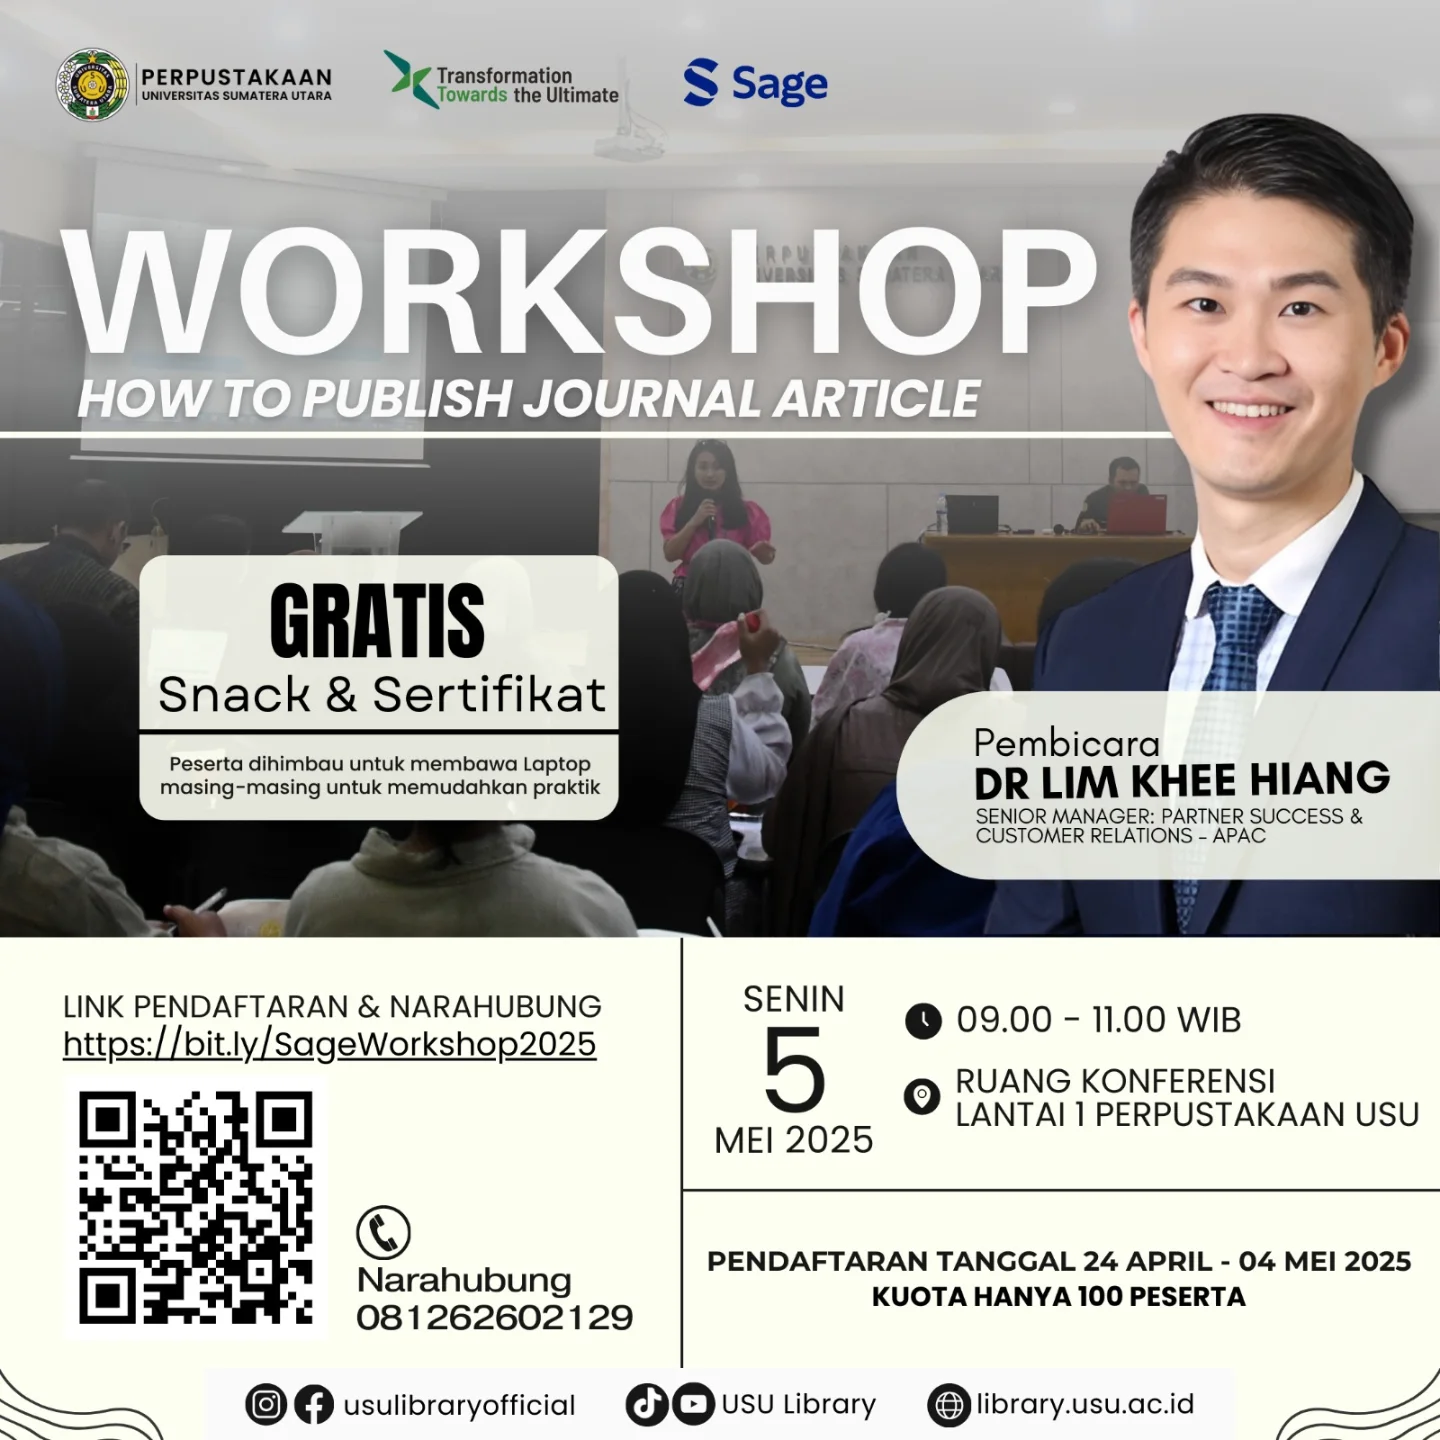 PERPUSTAKAAN
UNIVERSITAS SUMATERA UTARA
Transformation
Towards the Ultimate
Sage
WORKSHOP
HOW TO PUBLISH JOURNAL ARTICLE
GRATIS
Snack & Sertifikat
Peserta dihimbau untuk membawa Laptop
masing-masing untuk memudahkan praktik
Pembicara
DR LIM KHEE HIANG
SENIOR MANAGER: PARTNER SUCCESS &
CUSTOMER RELATIONS - APAC
LINK PENDAFTARAN & NARAHUBUNG
https://bit.ly/SageWorkshop2025
Narahubung
081262602129
SENIN
5
MEI 2025
09.00 - 11.00 WIB
RUANG KONFERENSI
LANTAI 1 PERPUSTAKAAN USU
PENDAFTARAN TANGGAL 24 APRIL - 04 MEI 2025
KUOTA HANYA 100 PESERTA
usulibraryofficial
USU Library
library.usu.ac.id